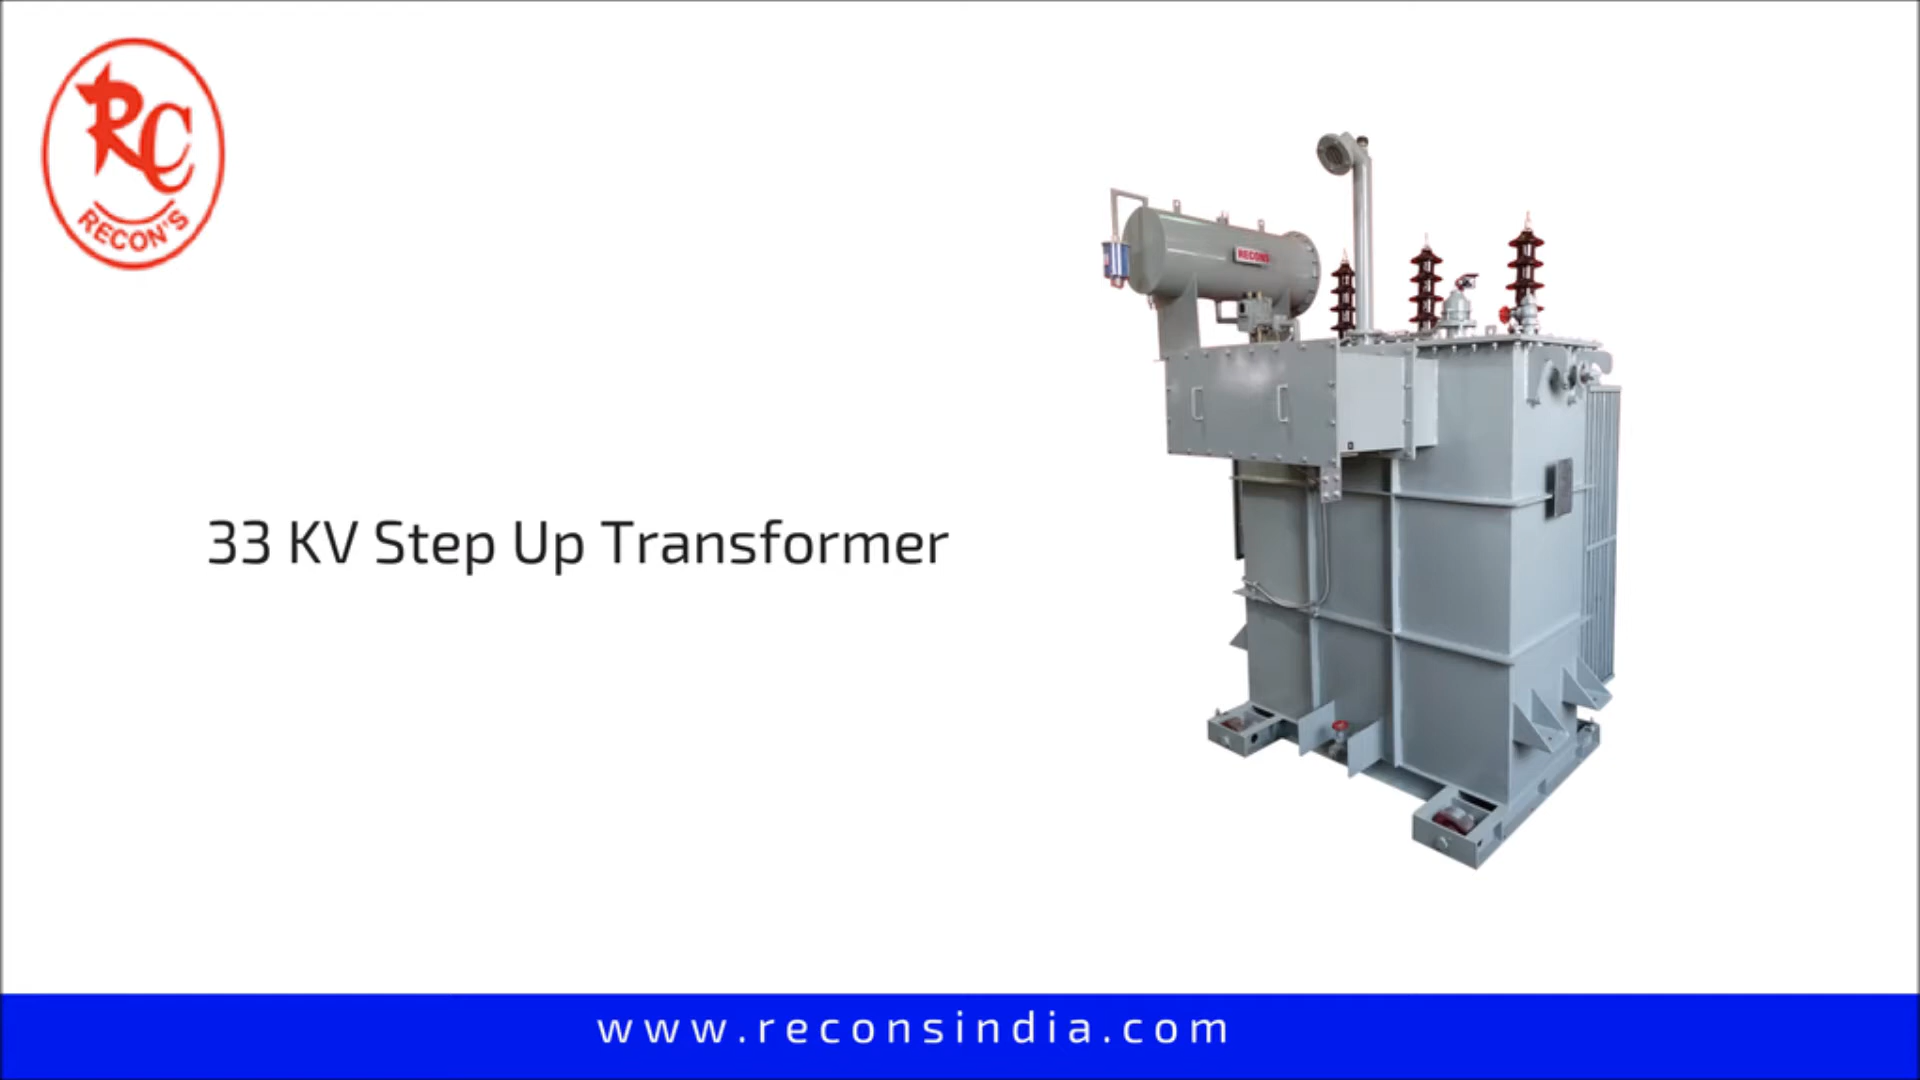 RC
RECON'S
RECONS
33 KV Step Up Transformer
www.reconsindia.com